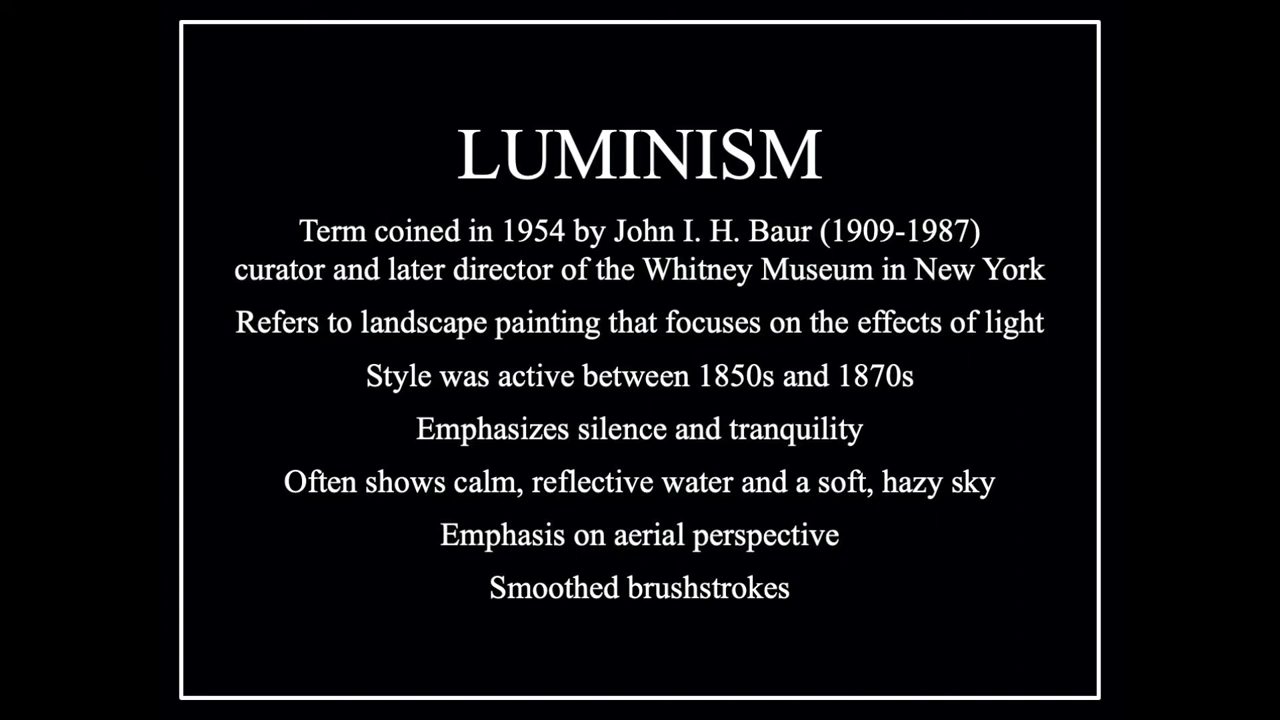 LUMINISM
Term coined in 1954 by John I. H. Baur (1909-1987)
curator and later director of the Whitney Museum in New York
Refers to landscape painting that focuses on the effects of light
Style was active between 1850s and 1870s
Emphasizes silence and tranquility
Often shows calm, reflective water and a soft, hazy sky
Emphasis on aerial perspective
Smoothed brushstrokes